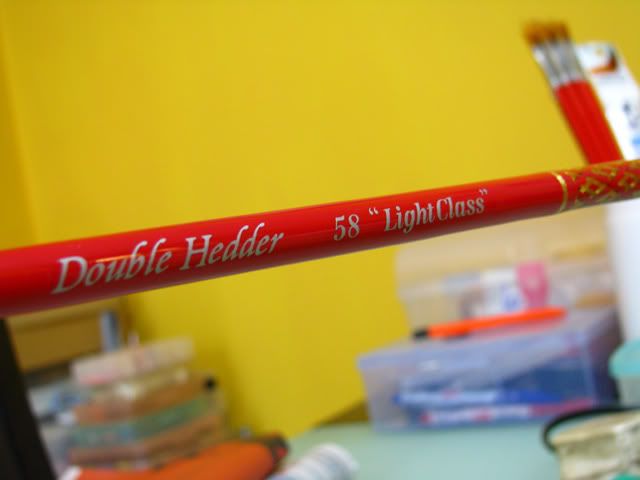 Double Hedder 58 “LightClass”